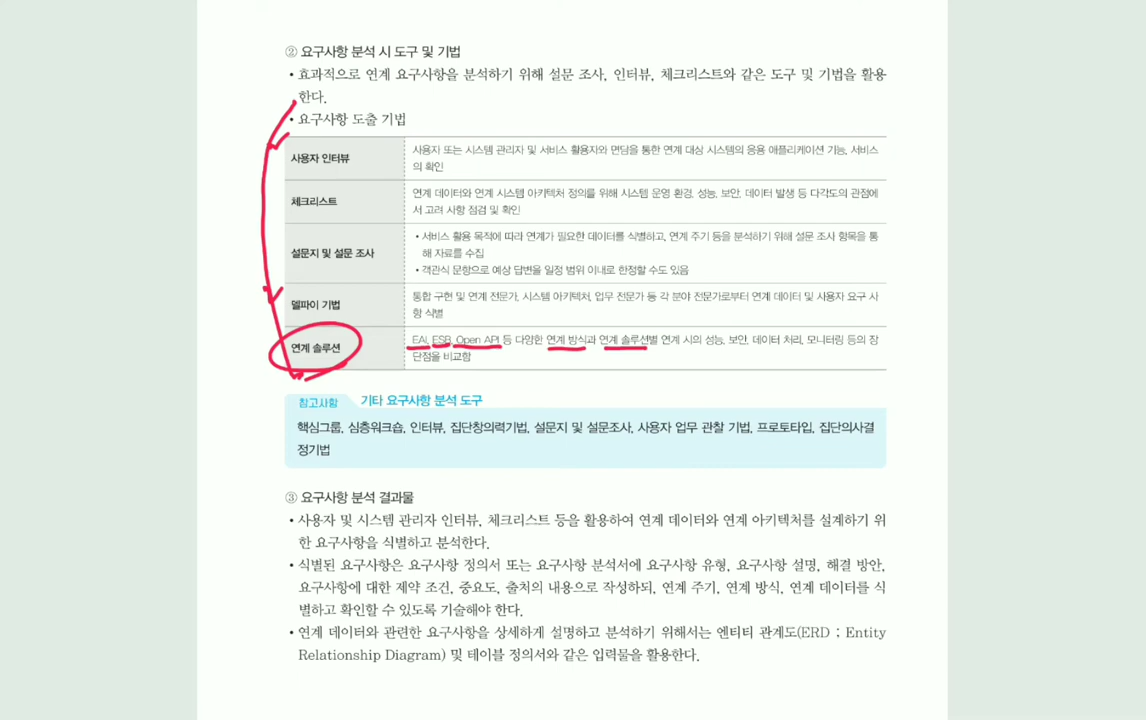 ② 요구사항 분석 시 도구 및 기법
• 효과적으로 연계 요구사항을 분석하기 위해 설문 조사, 인터뷰, 체크리스트와 같은 도구 및 기법을 활용
한다.
• 요구사항 도출 기법
사용자 인터뷰
사용자 또는 시스템 관리자 및 서비스 활용자와 면담을 통한 연계 대상 시스템의 응용 애플리케이션 기능, 서비스
의 확인
체크리스트
연계 데이터와 연계 시스템 아키텍처 정의를 위해 시스템 운영 환경, 성능, 보안, 데이터 발생 등 다각도의 관점에
서 고려 사항 점검 및 확인
설문지 및 설문 조사
• 서비스 활용 목적에 따라 연계가 필요한 데이터를 식별하고, 연계 주기 등을 분석하기 위해 설문 조사 항목을 통
해 자료를 수집
• 객관식 문항으로 예상 답변을 일정 범위 이내로 한정할 수도 있음
델파이 기법
통합 구현 및 연계 전문가, 시스템 아키텍처, 업무 전문가 등 각 분야 전문가로부터 연계 데이터 및 사용자 요구 사
항 식별
연계 솔루션
EAI, ESB, Open API 등 다양한 연계 방식과 연계 솔루션별 연계 시의 성능, 보안, 데이터 처리, 모니터링 등의 장
단점을 비교함
참고사항 기타 요구사항 분석 도구
핵심그룹, 심층워크숍, 인터뷰, 집단창의력기법, 설문지 및 설문조사, 사용자 업무 관찰 기법, 프로토타입, 집단의사결
정기법
③ 요구사항 분석 결과물
• 사용자 및 시스템 관리자 인터뷰, 체크리스트 등을 활용하여 연계 데이터와 연계 아키텍처를 설계하기 위
한 요구사항을 식별하고 분석한다.
• 식별된 요구사항은 요구사항 정의서 또는 요구사항 분석서에 요구사항 유형, 요구사항 설명, 해결 방안,
요구사항에 대한 제약 조건, 중요도, 출처의 내용으로 작성하되, 연계 주기, 연계 방식, 연계 데이터를 식
별하고 확인할 수 있도록 기술해야 한다.
• 연계 데이터와 관련한 요구사항을 상세하게 설명하고 분석하기 위해서는 엔티티 관계도(ERD : Entity
Relationship Diagram) 및 테이블 정의서와 같은 입력물을 활용한다.